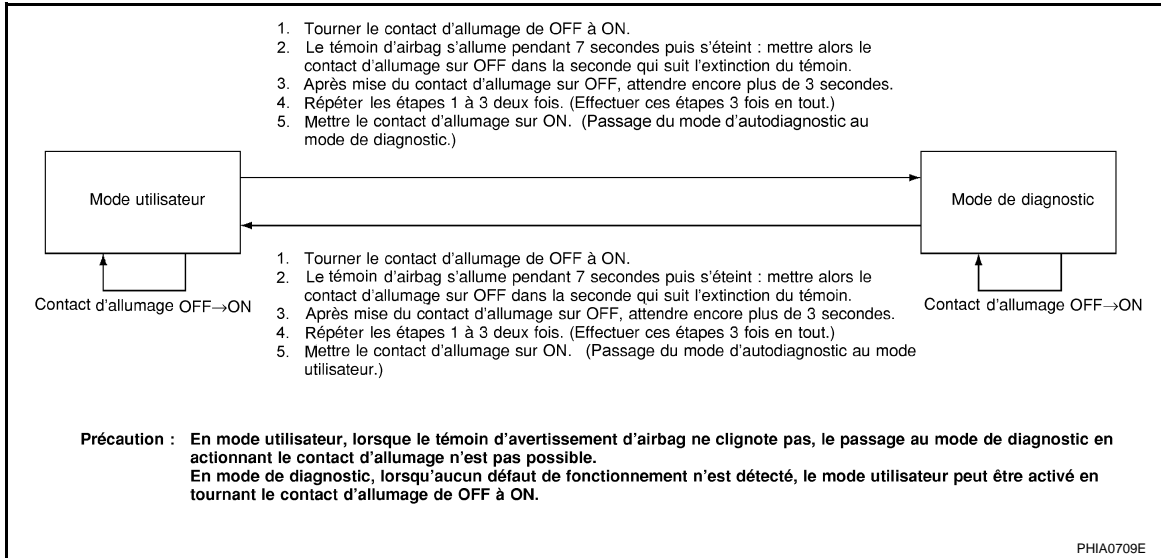 1. Tourner le contact d'allumage de OFF à ON.
2. Le témoin d'airbag s'allume pendant 7 secondes puis s'éteint : mettre alors le
contact d'allumage sur OFF dans la seconde qui suit l'extinction du témoin.
3. Après mise du contact d'allumage sur OFF, attendre encore plus de 3 secondes.
4. Répéter les étapes 1 à 3 deux fois. (Effectuer ces étapes 3 fois en tout.)
5. Mettre le contact d'allumage sur ON. (Passage du mode d'autodiagnostic au
mode de diagnostic.)
Mode utilisateur
Mode de diagnostic
Contact d'allumage OFF→ON
Contact d'allumage OFF→ON
1. Tourner le contact d'allumage de OFF à ON.
2. Le témoin d'airbag s'allume pendant 7 secondes puis s'éteint : mettre alors le
contact d'allumage sur OFF dans la seconde qui suit l'extinction du témoin.
3. Après mise du contact d'allumage sur OFF, attendre encore plus de 3 secondes.
4. Répéter les étapes 1 à 3 deux fois. (Effectuer ces étapes 3 fois en tout.)
5. Mettre le contact d'allumage sur ON. (Passage du mode d'autodiagnostic au mode
utilisateur.)
Précaution : En mode utilisateur, lorsque le témoin d'avertissement d'airbag ne clignote pas, le passage au mode de diagnostic en
actionnant le contact d'allumage n'est pas possible.
En mode de diagnostic, lorsqu'aucun défaut de fonctionnement n'est détecté, le mode utilisateur peut être activé en
tournant le contact d'allumage de OFF à ON.
PHIA0709E